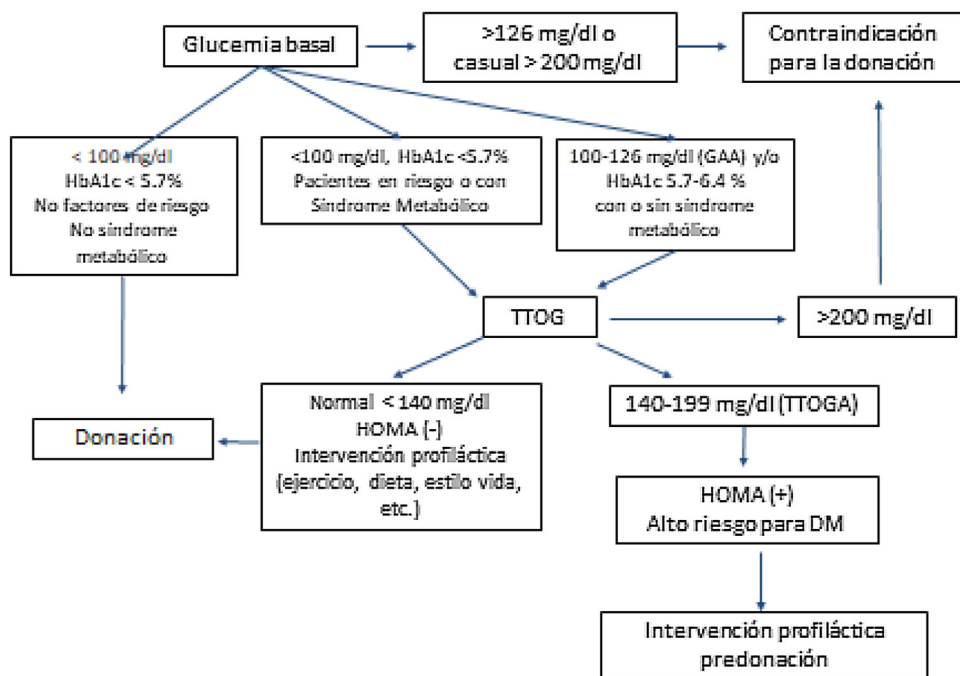 Glucemia basal
>126 mg/dl o
casual > 200 mg/dl
Contraindicación
para la donación
< 100 mg/dl
HbA1c < 5.7%
No factores de riesgo
No síndrome
metabólico
<100 mg/dl, HbA1c <5.7%
Pacientes en riesgo o con
Síndrome Metabólico
100-126 mg/dl (GAA) y/o
HbA1c 5.7-6.4 %
con o sin síndrome
metabólico
TTOG
>200 mg/dl
Normal < 140 mg/dl
HOMA (-)
Intervención profiláctica
(ejercicio, dieta, estilo vida,
etc.)
140-199 mg/dl (TTOGA)
Donación
HOMA (+)
Alto riesgo para DM
Intervención profiláctica
predonación